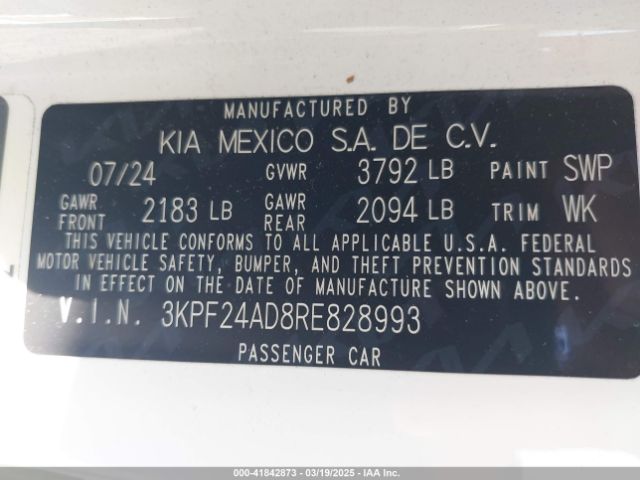 MANUFACTURED BY
KIA MEXICO S.A. DE C.V.
07/24 GVWR 3792 LB PAINT SWP
GAWR FRONT 2183 LB GAWR REAR 2094 LB TRIM WK
THIS VEHICLE CONFORMS TO ALL APPLICABLE U.S.A. FEDERAL
MOTOR VEHICLE SAFETY, BUMPER, AND THEFT PREVENTION STANDARDS
IN EFFECT ON THE DATE OF MANUFACTURE SHOWN ABOVE.
V.I.N. 3KPF24AD8RE828993
PASSENGER CAR
000-41842873 — 03/19/2025 — IAA, Inc.